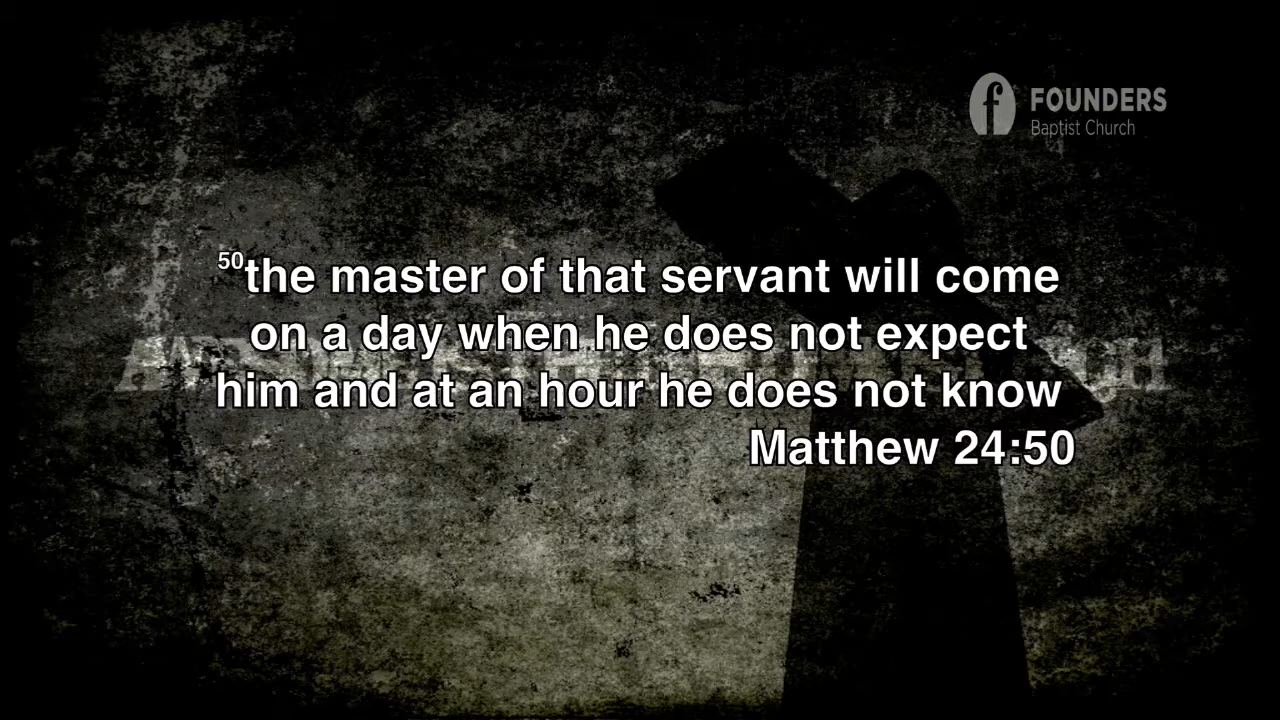 FOUNDERS
Baptist Church
50the master of that servant will come
on a day when he does not expect
him and at an hour he does not know
Matthew 24:50